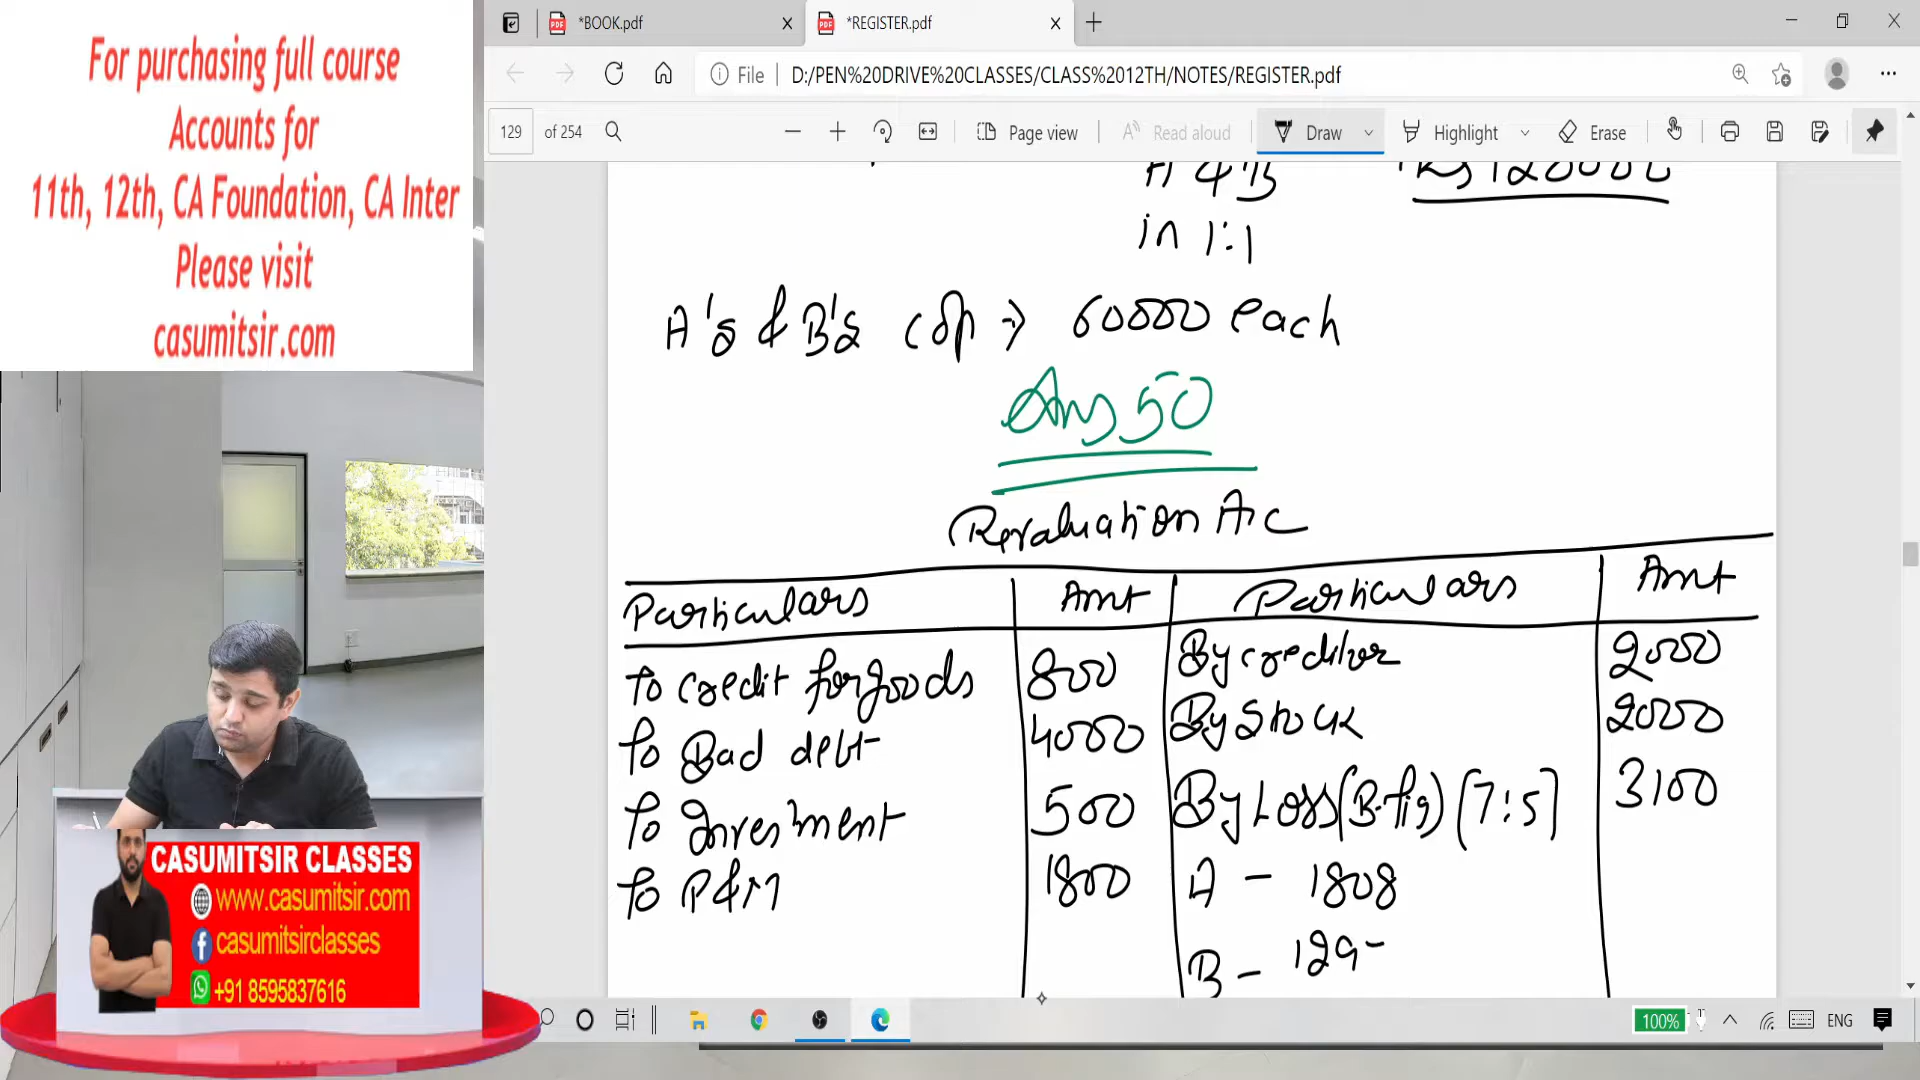 For purchasing full course
Accounts for
11th, 12th, CA Foundation, CA Inter
Please visit
casumitsir.com
*BOOK.pdf
*REGISTER.pdf
File
D:/PEN%20DRIVE%20CLASSES/CLASS%2012TH/NOTES/REGISTER.pdf
129 of 254
Page view
Read aloud
Draw
Highlight
Erase
A & B Rs 120000
in 1:1
A's & B's cap → 60000 each
Ans 50
Revaluation A/c
Particulars Amt Particulars Amt
To credit for goods 800 By creditor 2000
To Bad debt 4000 By Stock 2000
To Investment 500 By Loss (B.fig) [7:5] 3100
To P&M 1800 A - 1808
B - 129
CASUMITSIR CLASSES
www.casumitsir.com
casumitsirclasses
+91 8595837616
100%
ENG